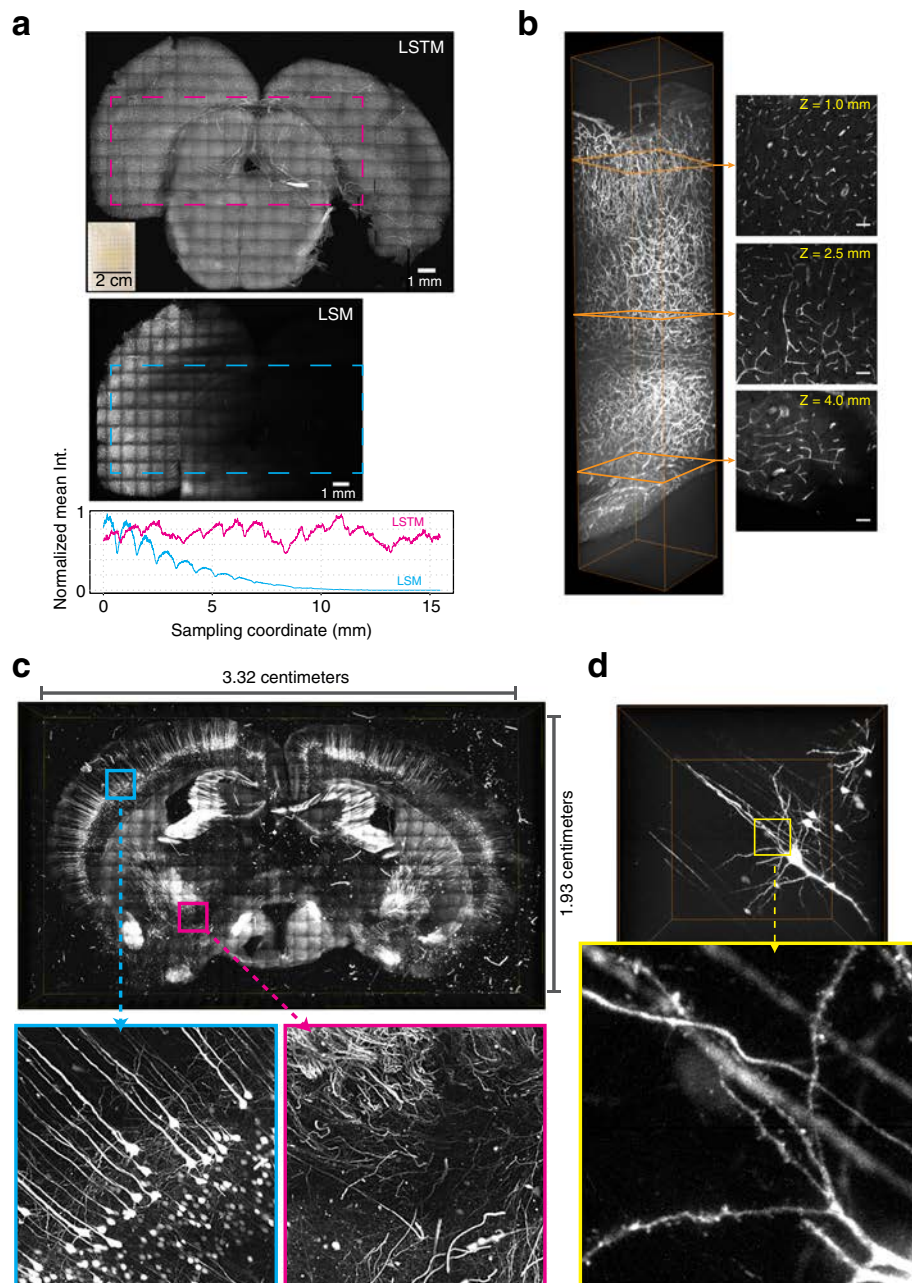 a
LSTM
2 cm
1 mm
LSM
1 mm
Normalized mean Int.
1
0
LSTM
LSM
0 5 10 15
Sampling coordinate (mm)
b
Z = 1.0 mm
Z = 2.5 mm
Z = 4.0 mm
c
3.32 centimeters
1.93 centimeters
d